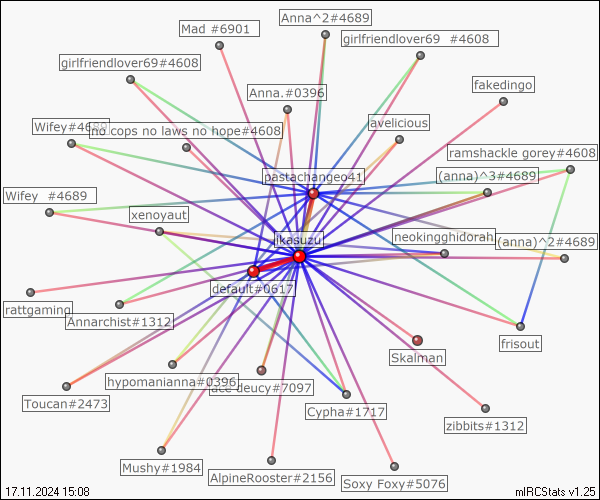 Mad #6901
Anna^2#4689
girlfriendlover69 #4608
girlfriendlover69#4608
fakedingo
Anna.#0396
avelicious
Wifey#4689
no cops no laws no hope#4608
ramshackle gorey#4608
pastachangeo41
(anna)^3#4689
Wifey #4689
xenoyaut
ikasuzu
neokingghidorah
(anna)^2#4689
default#0617
rattgaming
Annarchist#1312
frisout
Skalman
hypomanianna#0396
ace deucy#7097
Toucan#2473
Cypha#1717
zibbits#1312
Mushy#1984
AlpineRooster#2156
Soxy Foxy#5076
17.11.2024 15:08
mIRCStats v1.25